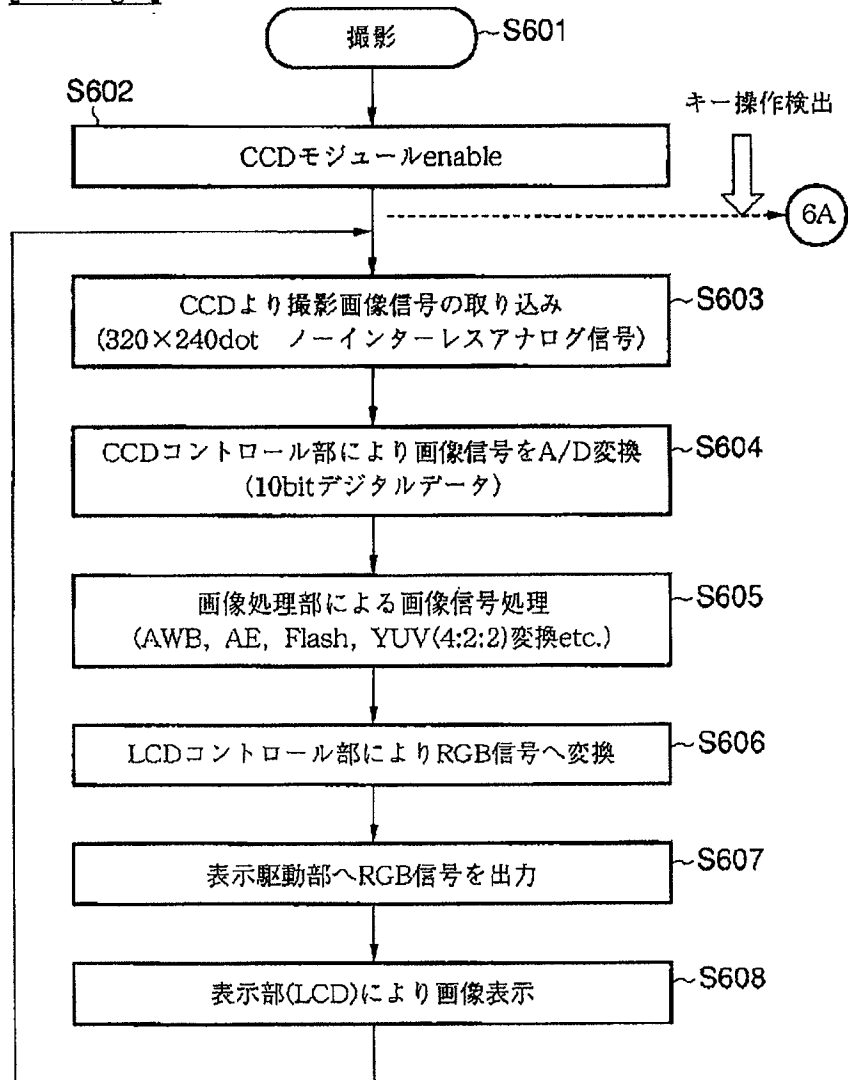 撮影
S601
S602
キー操作検出
CCDモジュールenable
6A
CCDより撮影画像信号の取り込み
(320×240dot ノーインターレスアナログ信号)
S603
CCDコントロール部により画像信号をA/D変換
(10bitデジタルデータ)
S604
画像処理部による画像信号処理
(AWB, AE, Flash, YUV(4:2:2)変換etc.)
S605
LCDコントロール部によりRGB信号へ変換
S606
表示駆動部へRGB信号を出力
S607
表示部(LCD)により画像表示
S608